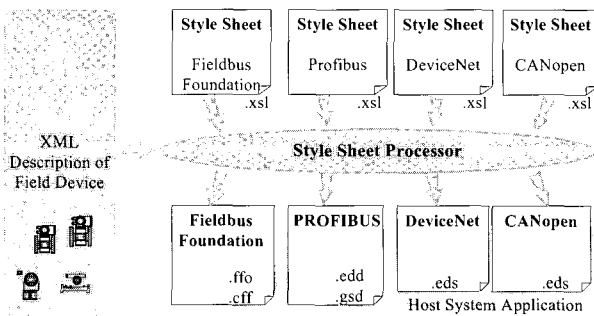 Style Sheet
Fieldbus
Foundation
.xsl
Style Sheet
Profibus
.xsl
Style Sheet
DeviceNet
.xsl
Style Sheet
CANopen
.xsl
XML
Description of
Field Device
Style Sheet Processor
Fieldbus
Foundation
.ffo
.cff
PROFIBUS
.edd
.gsd
DeviceNet
.eds
CANopen
.eds
Host System Application